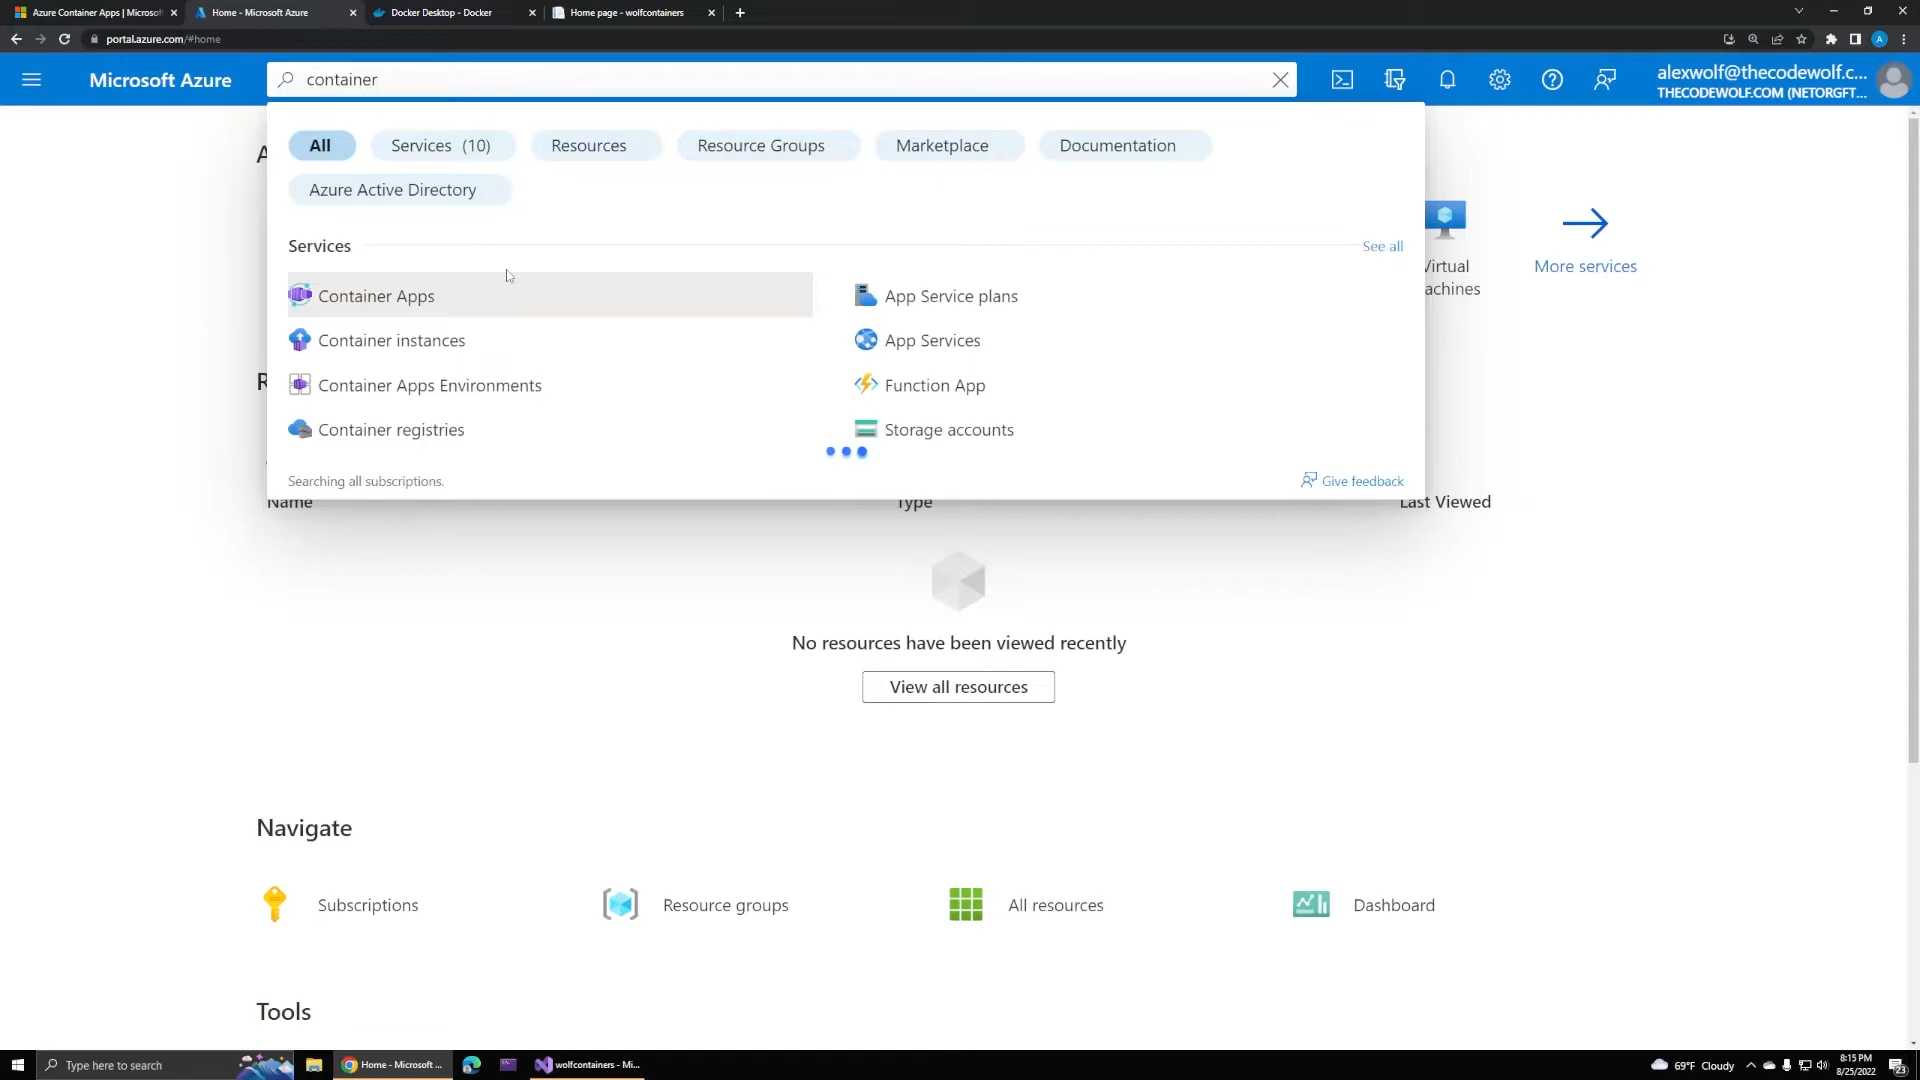 Azure Container Apps | Microsof
Home - Microsoft Azure
Docker Desktop - Docker
Home page - wolfcontainers
portal.azure.com/#home
A
Microsoft Azure
container
alexwolf@thecodewolf.c...
THECODEWOLF.COM (NETORGFT...
All
Services (10)
Resources
Resource Groups
Marketplace
Documentation
Azure Active Directory
A
Services
See all
Container Apps
App Service plans
Container instances
App Services
Container Apps Environments
Function App
Container registries
Storage accounts
Searching all subscriptions.
Give feedback
Virtual
achines
More services
R
Name
Type
Last Viewed
No resources have been viewed recently
View all resources
Navigate
Subscriptions
Resource groups
All resources
Dashboard
Tools
Type here to search
Home - Microsoft ...
wolfcontainers - Mi...
69°F Cloudy
8:15 PM
8/25/2022
23